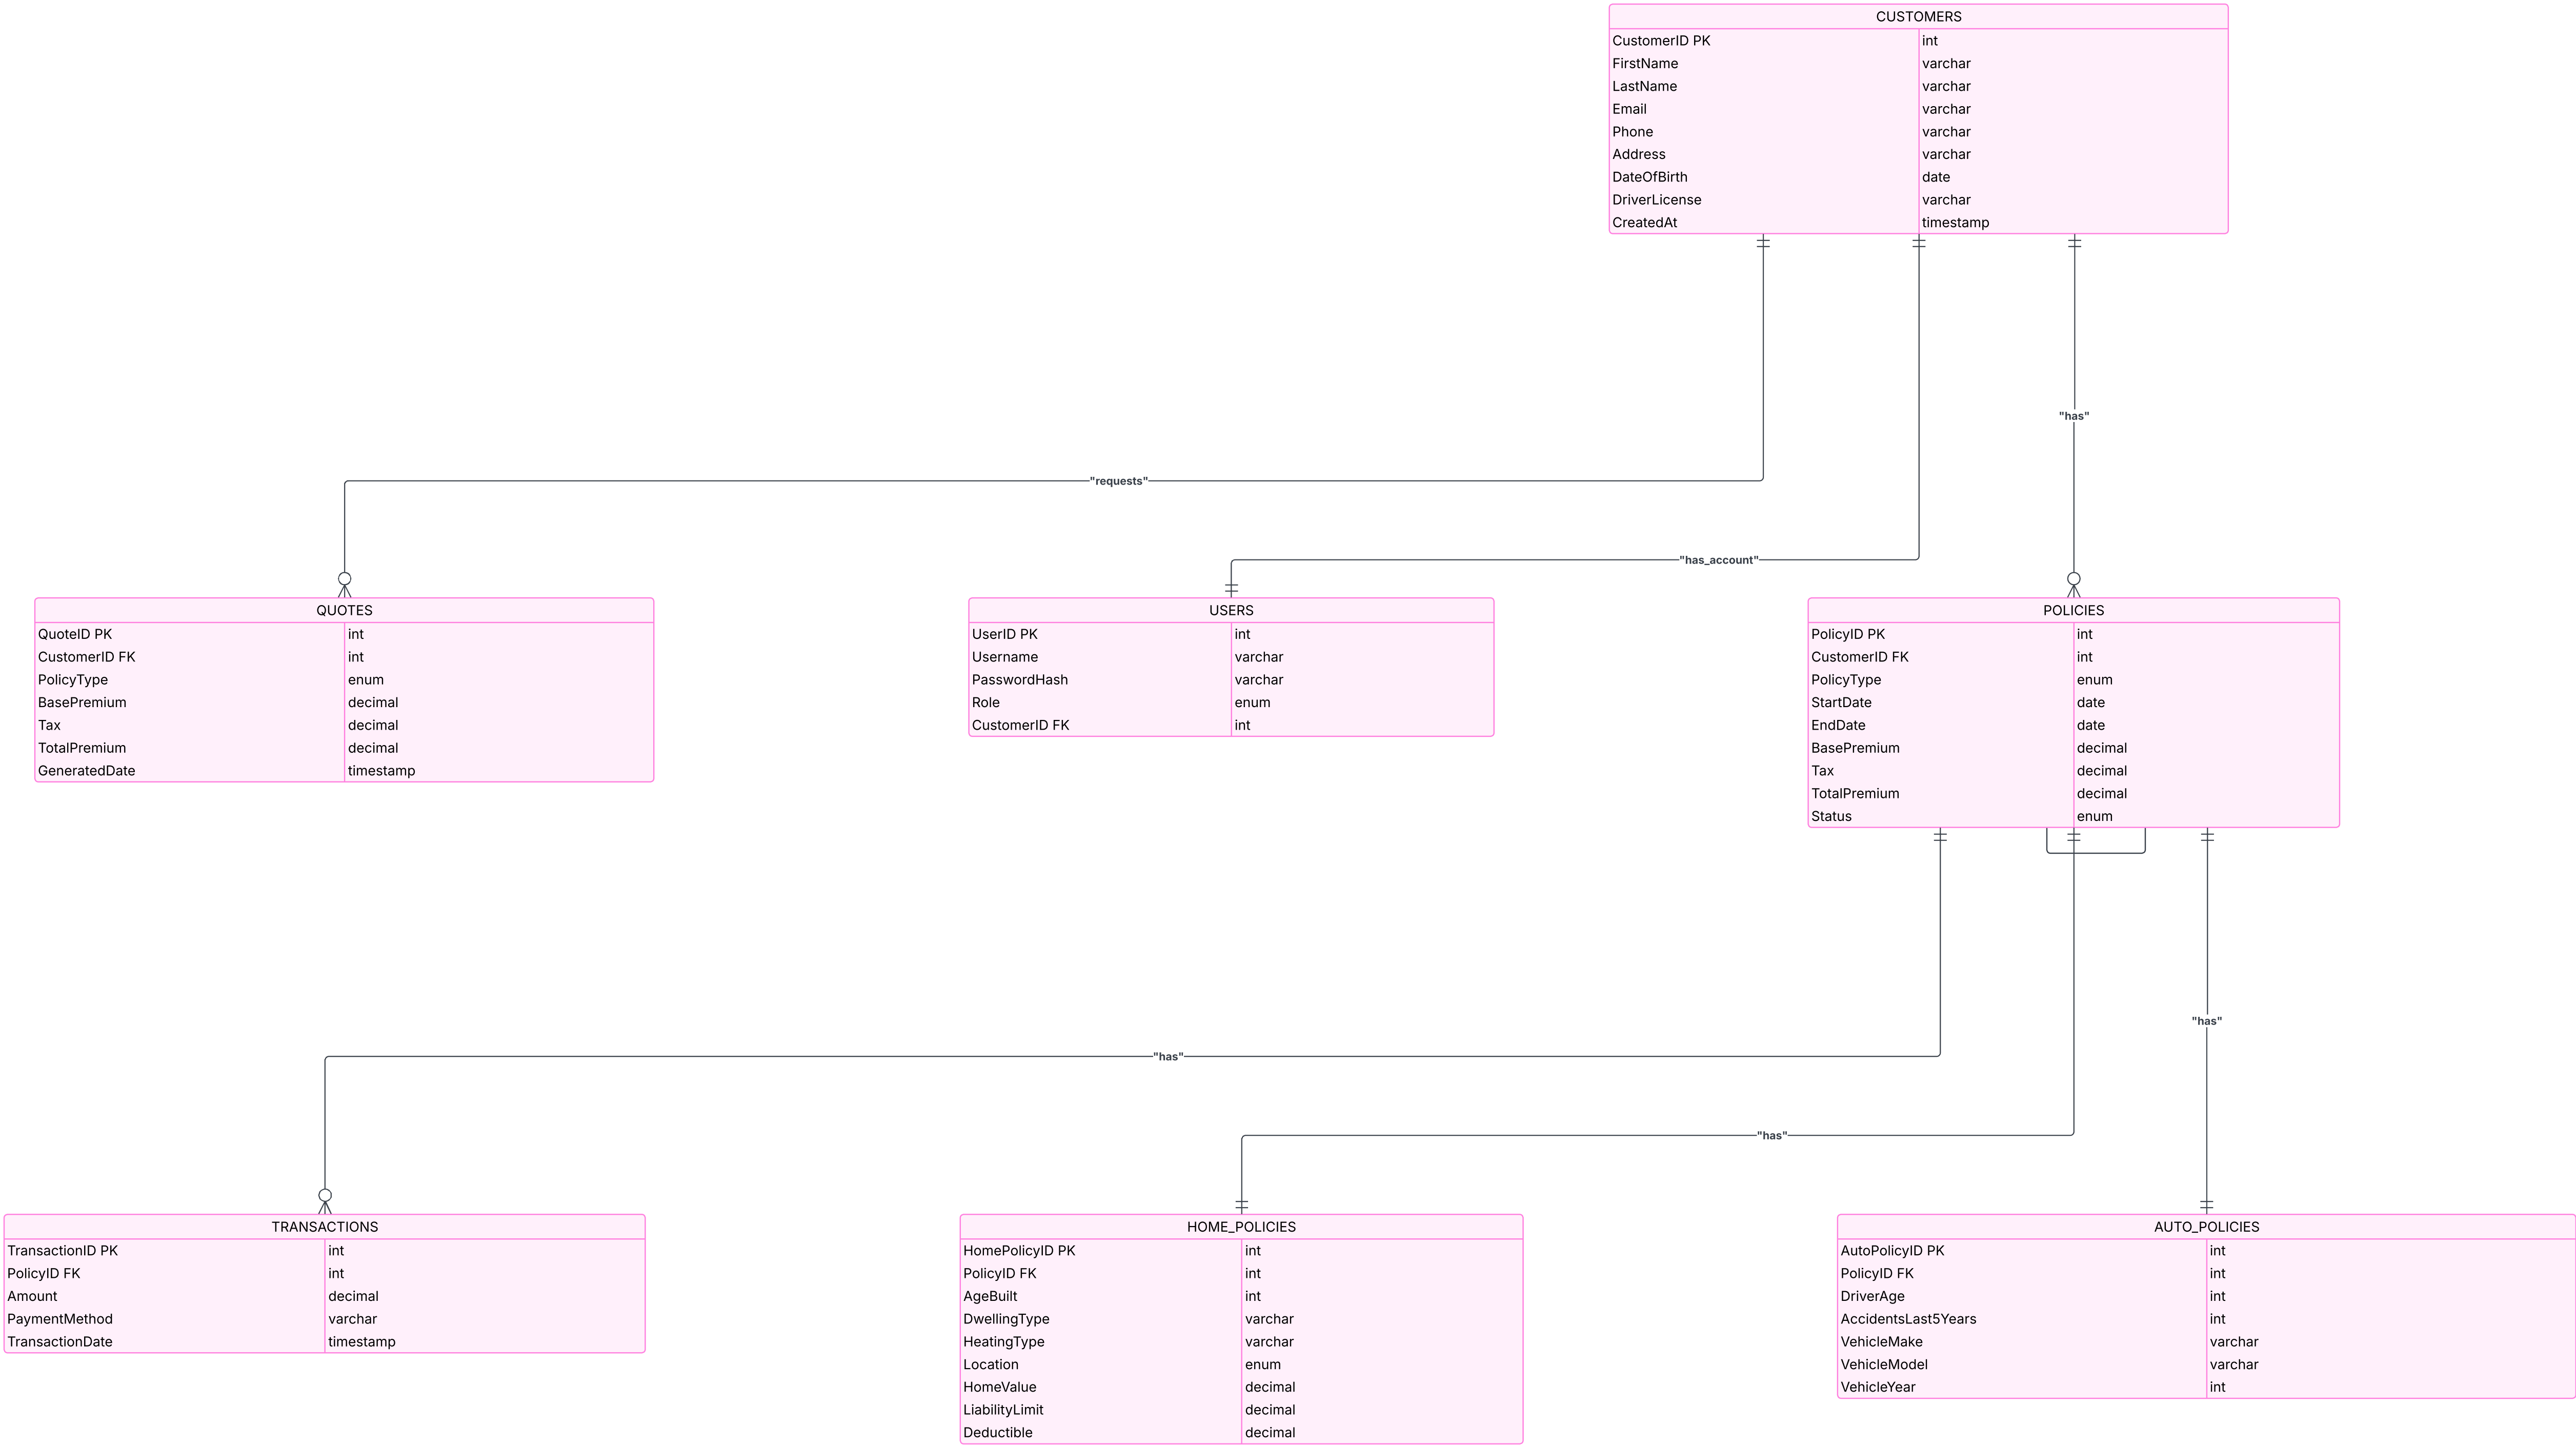 CUSTOMERS
CustomerID PK int
FirstName varchar
LastName varchar
Email varchar
Phone varchar
Address varchar
DateOfBirth date
DriverLicense varchar
CreatedAt timestamp
"has"
"requests"
"has_account"
QUOTES
QuoteID PK int
CustomerID FK int
PolicyType enum
BasePremium decimal
Tax decimal
TotalPremium decimal
GeneratedDate timestamp
USERS
UserID PK int
Username varchar
PasswordHash varchar
Role enum
CustomerID FK int
POLICIES
PolicyID PK int
CustomerID FK int
PolicyType enum
StartDate date
EndDate date
BasePremium decimal
Tax decimal
TotalPremium decimal
Status enum
"has"
"has"
"has"
TRANSACTIONS
TransactionID PK int
PolicyID FK int
Amount decimal
PaymentMethod varchar
TransactionDate timestamp
HOME_POLICIES
HomePolicyID PK int
PolicyID FK int
AgeBuilt int
DwellingType varchar
HeatingType varchar
Location enum
HomeValue decimal
LiabilityLimit decimal
Deductible decimal
AUTO_POLICIES
AutoPolicyID PK int
PolicyID FK int
DriverAge int
AccidentsLast5Years int
VehicleMake varchar
VehicleModel varchar
VehicleYear int